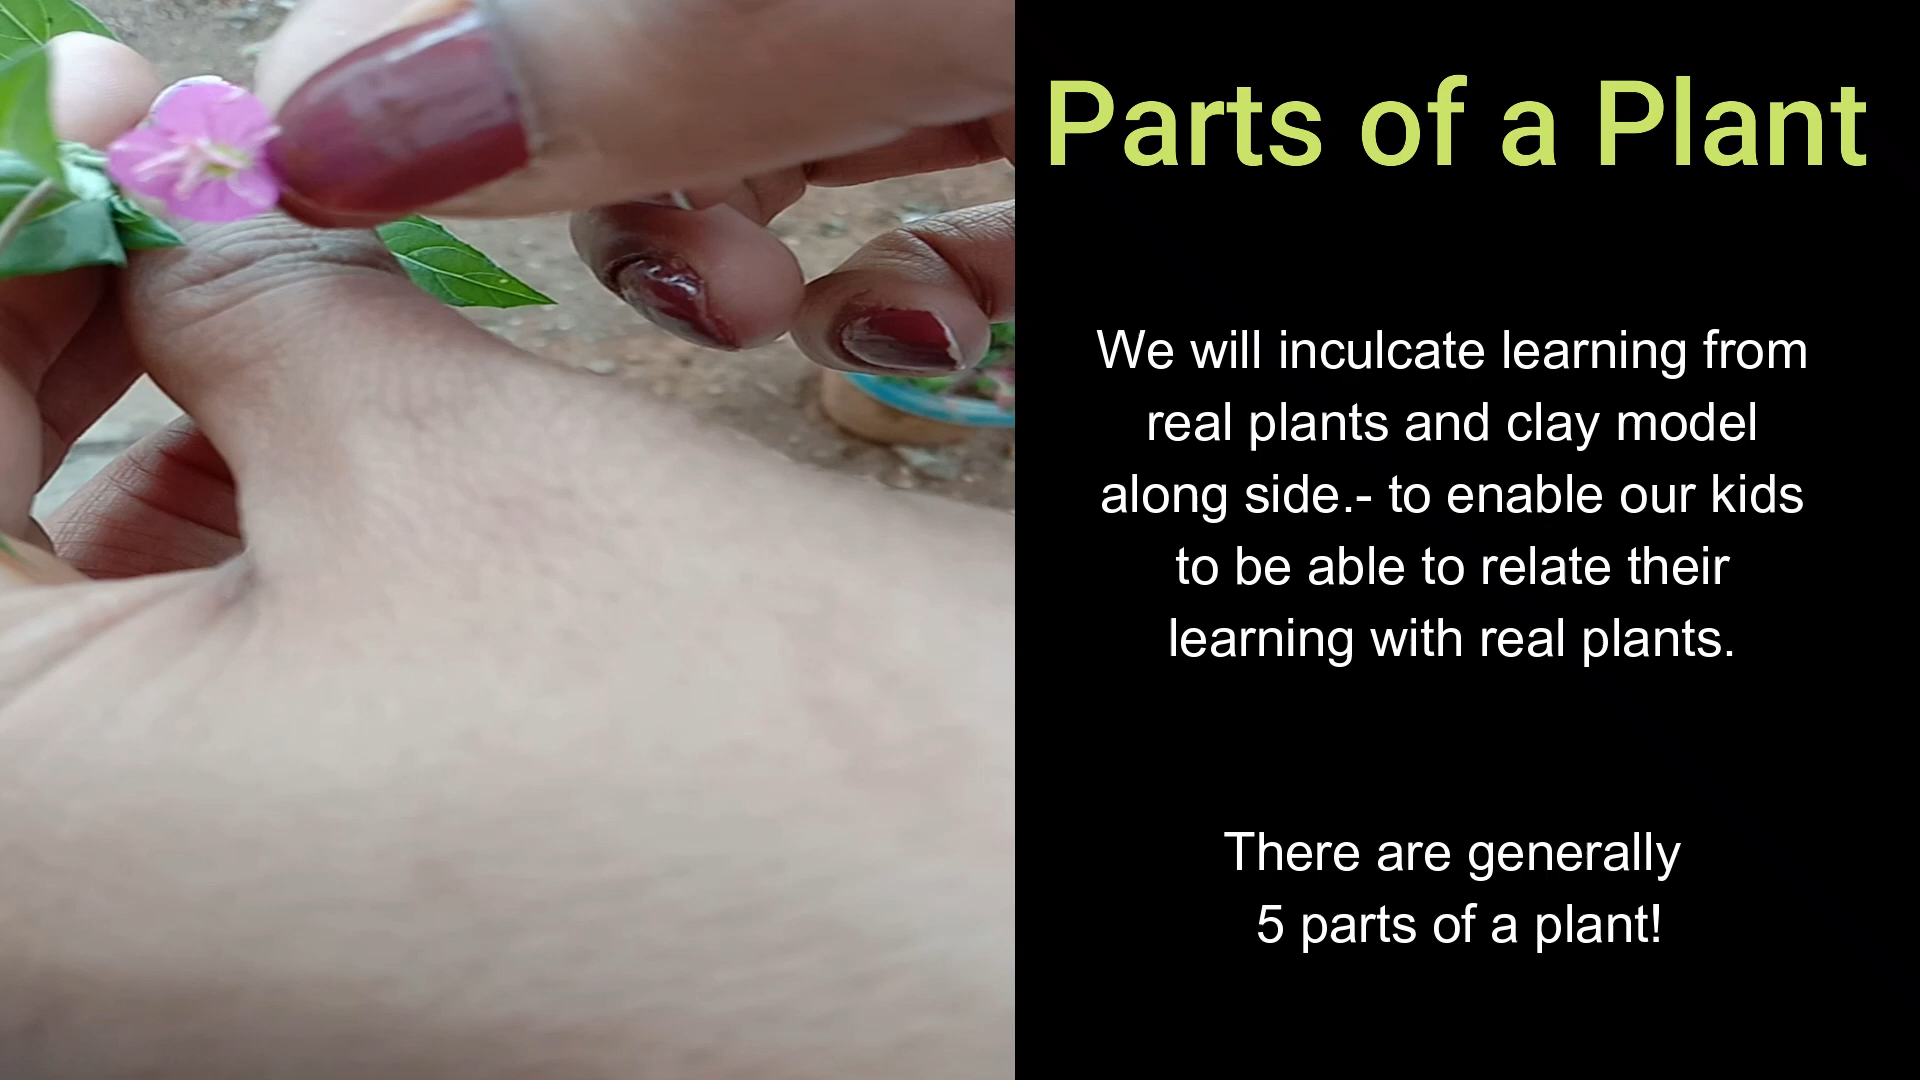 Parts of a Plant
We will inculcate learning from
real plants and clay model
along side.- to enable our kids
to be able to relate their
learning with real plants.
There are generally
5 parts of a plant!